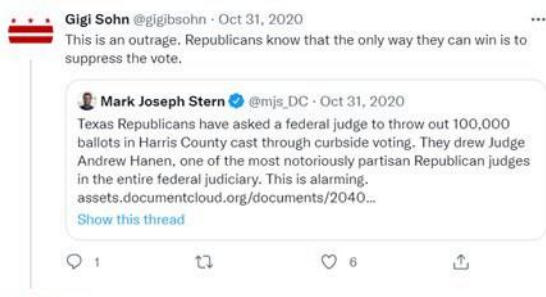 Gigi Sohn @gigibsohn · Oct 31, 2020
This is an outrage. Republicans know that the only way they can win is to
suppress the vote.
Mark Joseph Stern @mjs_DC · Oct 31, 2020
Texas Republicans have asked a federal judge to throw out 100,000
ballots in Harris County cast through curbside voting. They drew Judge
Andrew Hanen, one of the most notoriously partisan Republican judges
in the entire federal judiciary. This is alarming.
assets.documentcloud.org/documents/2040...
Show this thread
1 6